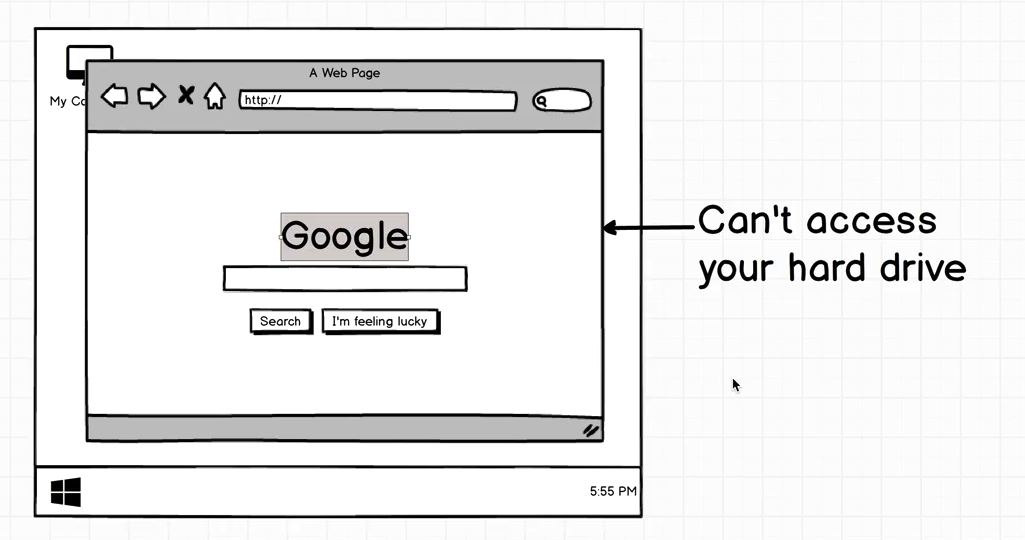 A Web Page
My Co
http://
Google
Search
I'm feeling lucky
Can't access
your hard drive
5:55 PM